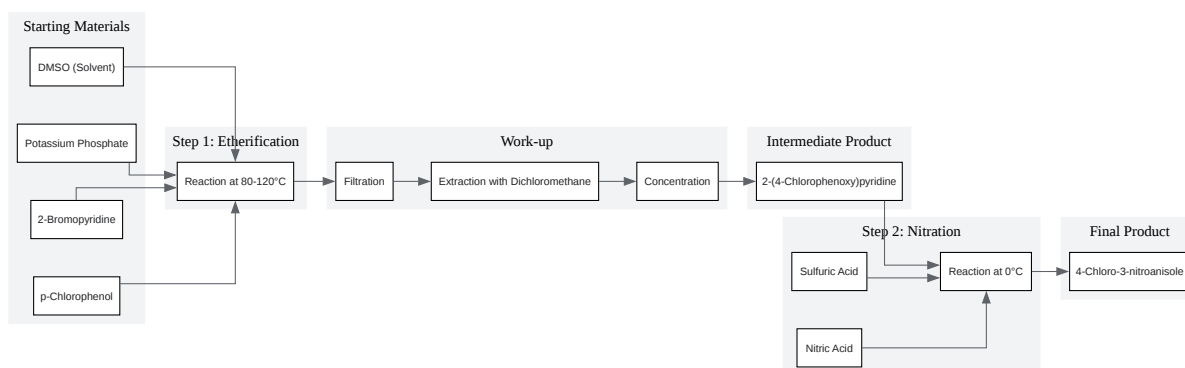 Starting Materials
DMSO (Solvent)
Potassium Phosphate
2-Bromopyridine
p-Chlorophenol
Step 1: Etherification
Reaction at 80-120°C
Work-up
Filtration
Extraction with Dichloromethane
Concentration
Intermediate Product
2-(4-Chlorophenoxy)pyridine
Step 2: Nitration
Sulfuric Acid
Nitric Acid
Reaction at 0°C
Final Product
4-Chloro-3-nitroanisole